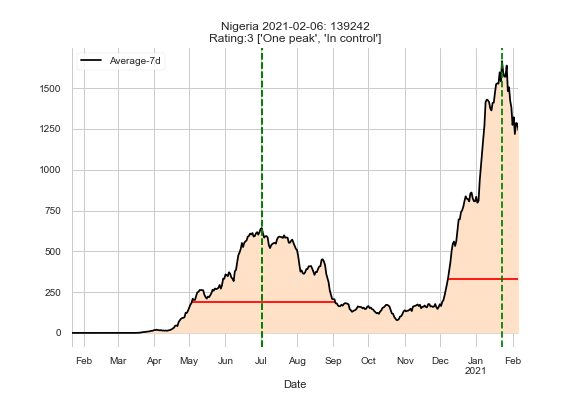 Nigeria 2021-02-06: 139242
Rating:3 ['One peak', 'In control']
Average-7d
1500
1250
1000
750
500
250
0
Feb Mar Apr May Jun Jul Aug Sep Oct Nov Dec Jan Feb
2021
Date